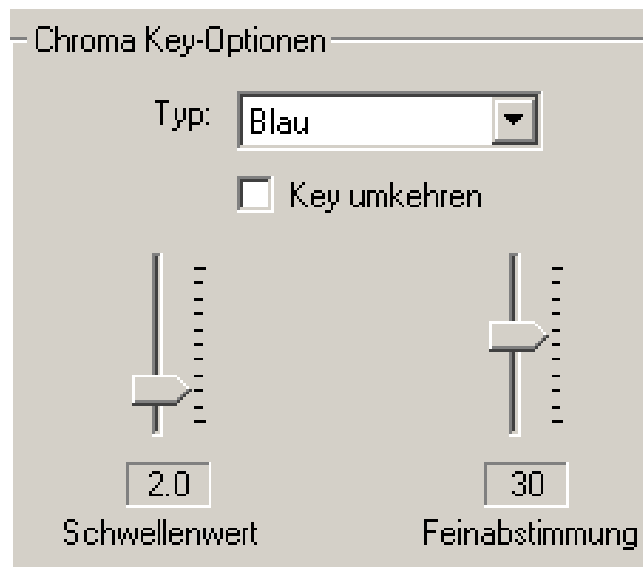 Chroma Key-Optionen
Typ: Blau
Key umkehren
2.0 30
Schwellenwert Feinabstimmung